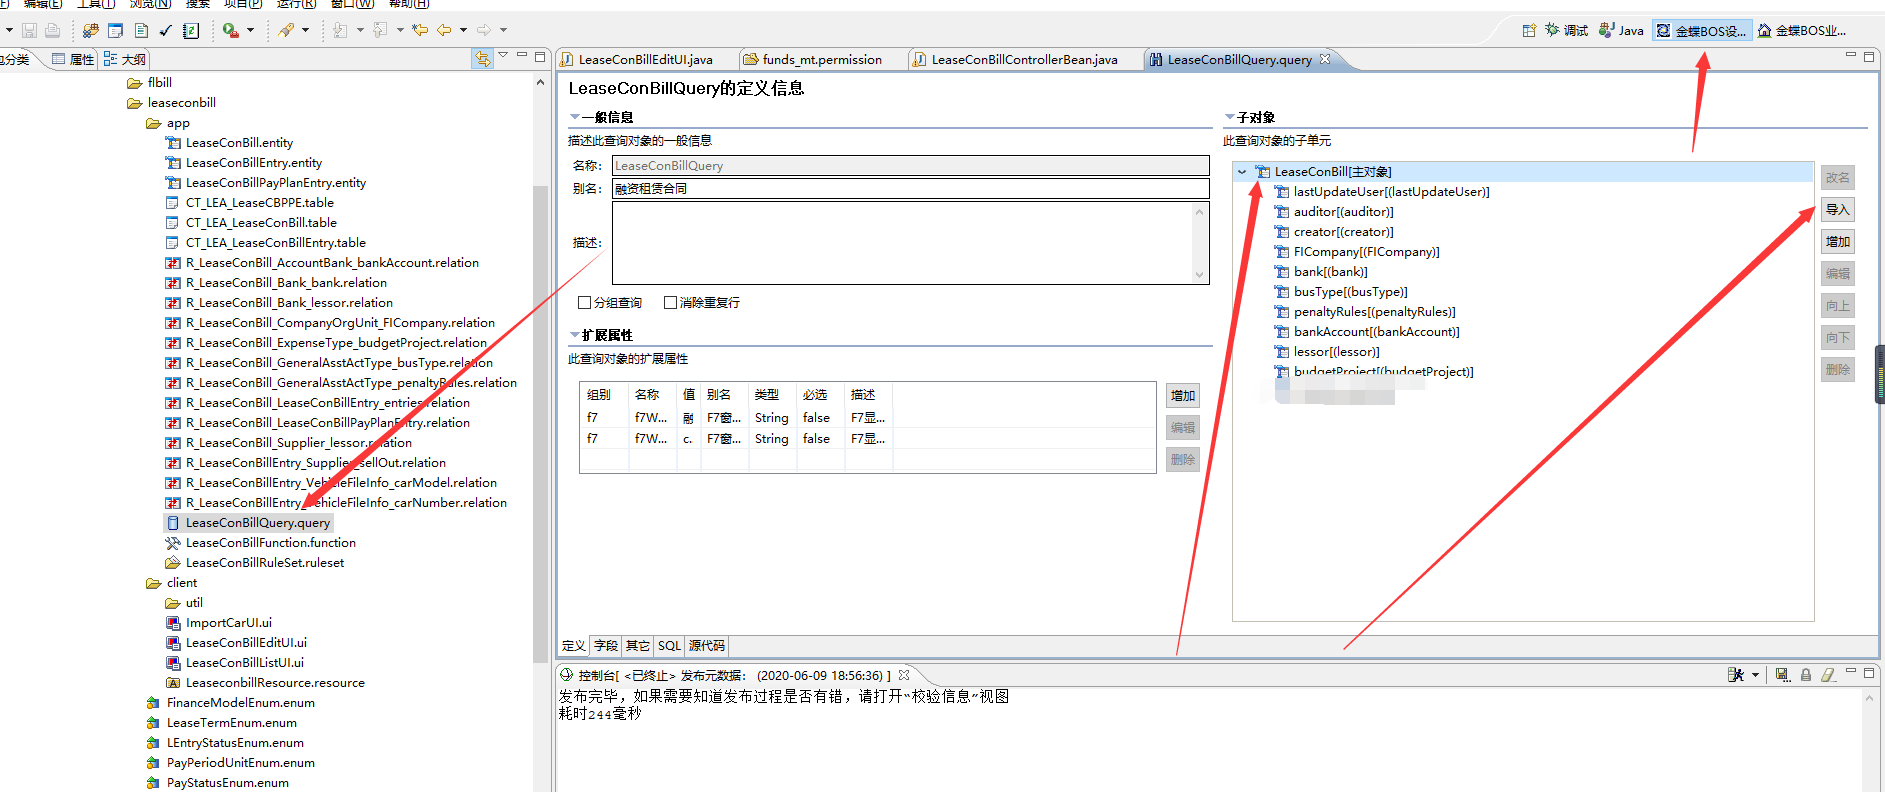 编辑(E) 工具(T) 浏览(N) 搜索 项目(P) 运行(R) 窗口(W) 帮助(H)
调试
Java
金蝶BOS设...
金蝶BOS业...
分类
属性
大纲
flbill
leaseconbill
app
LeaseConBill.entity
LeaseConBillEntry.entity
LeaseConBillPayPlanEntry.entity
CT_LEA_LeaseCBPPE.table
CT_LEA_LeaseConBill.table
CT_LEA_LeaseConBillEntry.table
R_LeaseConBill_AccountBank_bankAccount.relation
R_LeaseConBill_Bank_bank.relation
R_LeaseConBill_Bank_lessor.relation
R_LeaseConBill_CompanyOrgUnit_FICompany.relation
R_LeaseConBill_ExpenseType_budgetProject.relation
R_LeaseConBill_GeneralAsstActType_busType.relation
R_LeaseConBill_GeneralAsstActType_penaltyRules.relation
R_LeaseConBill_LeaseConBillEntry_entries.relation
R_LeaseConBill_LeaseConBillPayPlanEntry.relation
R_LeaseConBill_Supplier_lessor.relation
R_LeaseConBillEntry_Supplier_sellOut.relation
R_LeaseConBillEntry_VehicleFileInfo_carModel.relation
R_LeaseConBillEntry_VehicleFileInfo_carNumber.relation
LeaseConBillQuery.query
LeaseConBillFunction.function
LeaseConBillRuleSet.ruleset
client
util
ImportCarUI.ui
LeaseConBillEditUI.ui
LeaseConBillListUI.ui
LeaseconbillResource.resource
FinanceModelEnum.enum
LeaseTermEnum.enum
LEntryStatusEnum.enum
PayPeriodUnitEnum.enum
PayStatusEnum.enum
LeaseConBillEditUI.java
funds_mt.permission
LeaseConBillControllerBean.java
LeaseConBillQuery.query
LeaseConBillQuery的定义信息
一般信息
描述此查询对象的一般信息
名称: LeaseConBillQuery
别名: 融资租赁合同
描述:
分组查询
消除重复行
扩展属性
此查询对象的扩展属性
组别 名称 值 别名 类型 必选 描述
f7 f7W... 融 F7窗... String false F7显...
f7 f7W... c. F7窗... String false F7显...
增加
编辑
删除
子对象
此查询对象的子单元
LeaseConBill[主对象]
lastUpdateUser[(lastUpdateUser)]
auditor[(auditor)]
creator[(creator)]
FICompany[(FICompany)]
bank[(bank)]
busType[(busType)]
penaltyRules[(penaltyRules)]
bankAccount[(bankAccount)]
lessor[(lessor)]
budgetProject[(budgetProject)]
改名
导入
增加
编辑
向上
向下
删除
定义 字段 其它 SQL 源代码
控制台[ <已终止> 发布元数据: (2020-06-09 18:56:36) ]
发布完毕，如果需要知道发布过程是否有错，请打开“校验信息”视图
耗时244毫秒